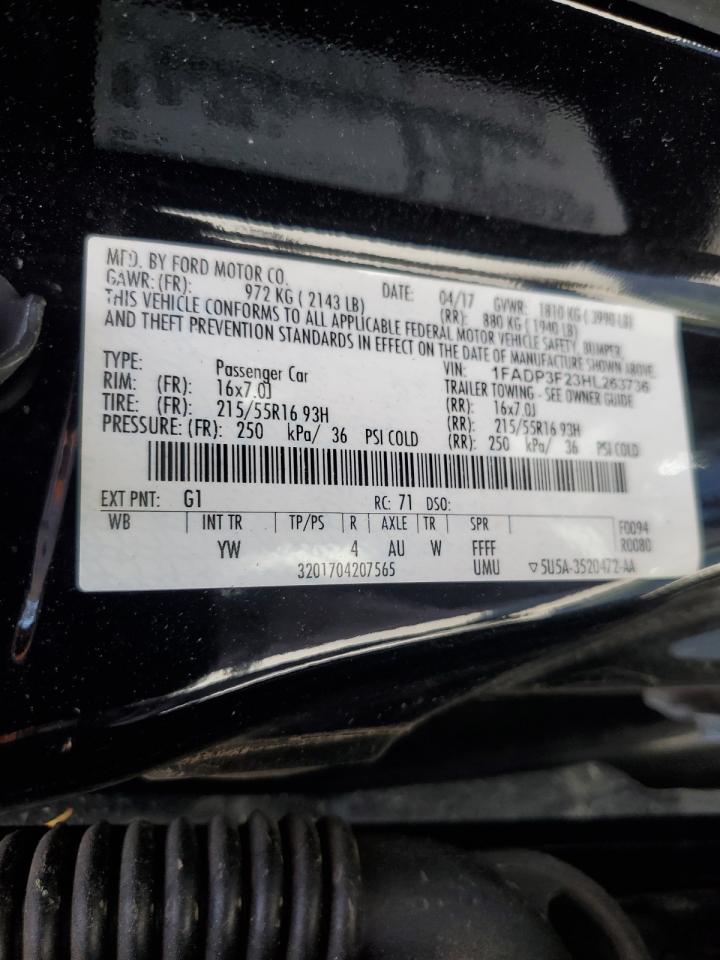 MFD. BY FORD MOTOR CO. DATE: 04/17 GVWR: 1810 KG ( 3990 LB)
GAWR: (FR): 972 KG ( 2143 LB) (RR): 880 KG ( 1940 LB)
THIS VEHICLE CONFORMS TO ALL APPLICABLE FEDERAL MOTOR VEHICLE SAFETY, BUMPER,
AND THEFT PREVENTION STANDARDS IN EFFECT ON THE DATE OF MANUFACTURE SHOWN ABOVE.
VIN: 1FADP3F23HL263736
TYPE: Passenger Car TRAILER TOWING - SEE OWNER GUIDE
RIM: (FR): 16x7.0J (RR): 16x7.0J
TIRE: (FR): 215/55R16 93H (RR): 215/55R16 93H
PRESSURE: (FR): 250 kPa/ 36 PSI COLD (RR): 250 kPa/ 36 PSI COLD
EXT PNT: G1 RC: 71 DSO:
WB INT TR TP/PS R AXLE TR SPR F0094
YW 4 AU W FFFF R0080
3201704207565 UMU ▽5U5A-3520472-AA